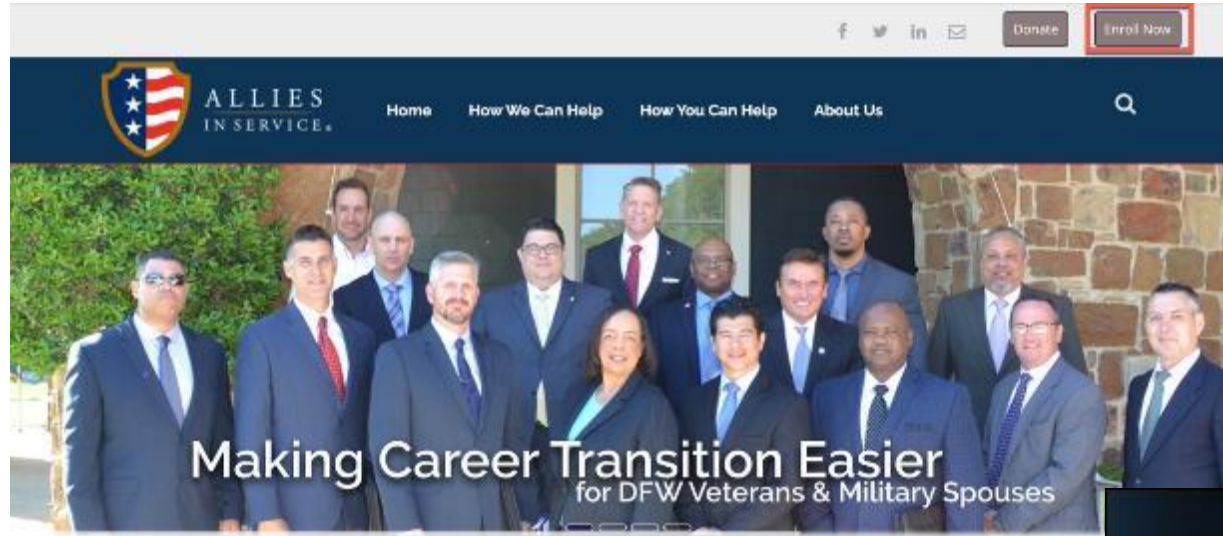 Donate
Enroll Now
ALLIES
IN SERVICE®
Home How We Can Help How You Can Help About Us
Making Career Transition Easier
for DFW Veterans & Military Spouses